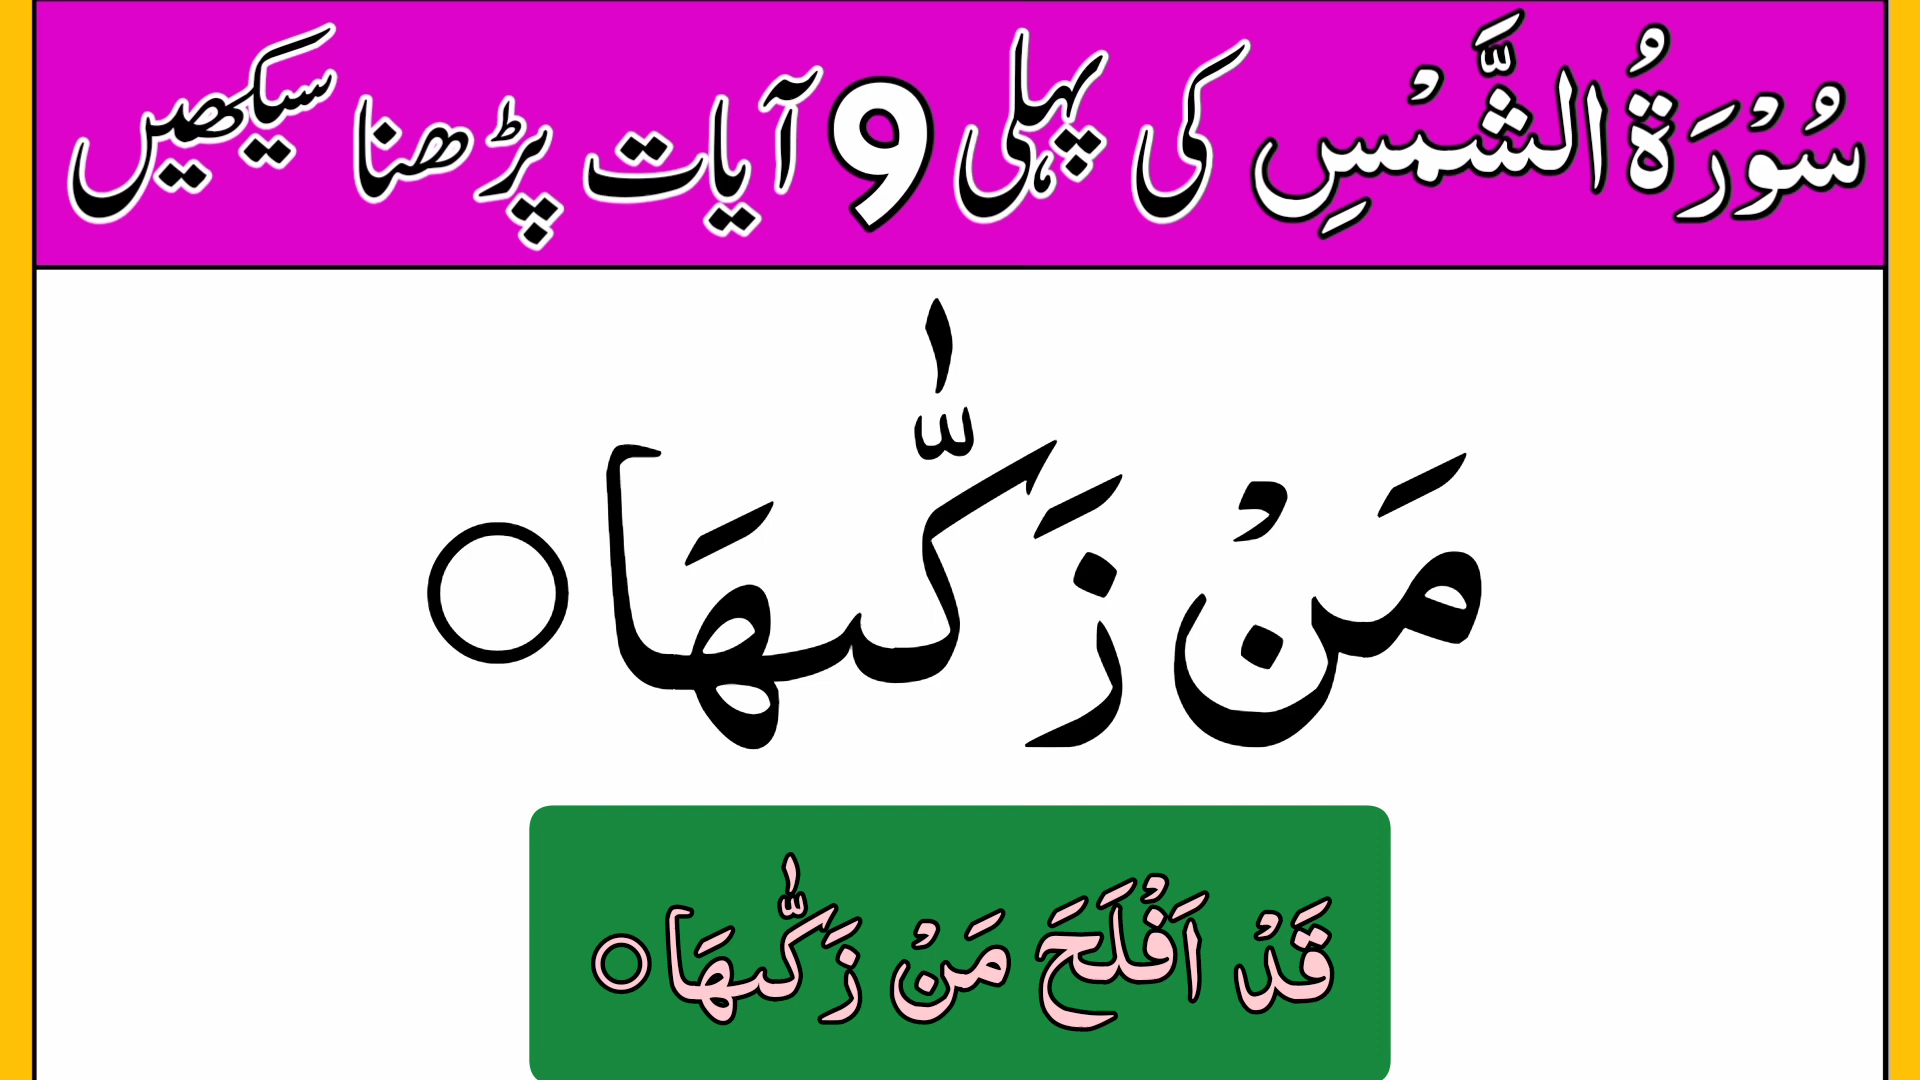 سُوْرَةُ الشَّمْسِ کی پہلی 9 آیات پڑھنا سیکھیں
مَنْ زَكّٰىهَا○
قَدْ اَفْلَحَ مَنْ زَكّٰىهَا○